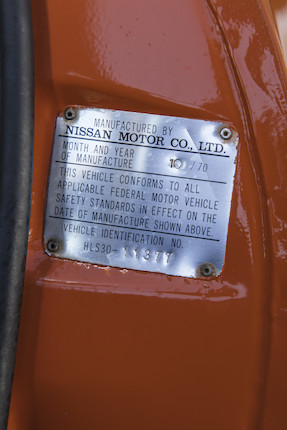 MANUFACTURED BY
NISSAN MOTOR CO., LTD.
MONTH AND YEAR
OF MANUFACTURE 10/70
THIS VEHICLE CONFORMS TO ALL
APPLICABLE FEDERAL MOTOR VEHICLE
SAFETY STANDARDS IN EFFECT ON THE
DATE OF MANUFACTURE SHOWN ABOVE.
VEHICLE IDENTIFICATION NO.
HLS30-